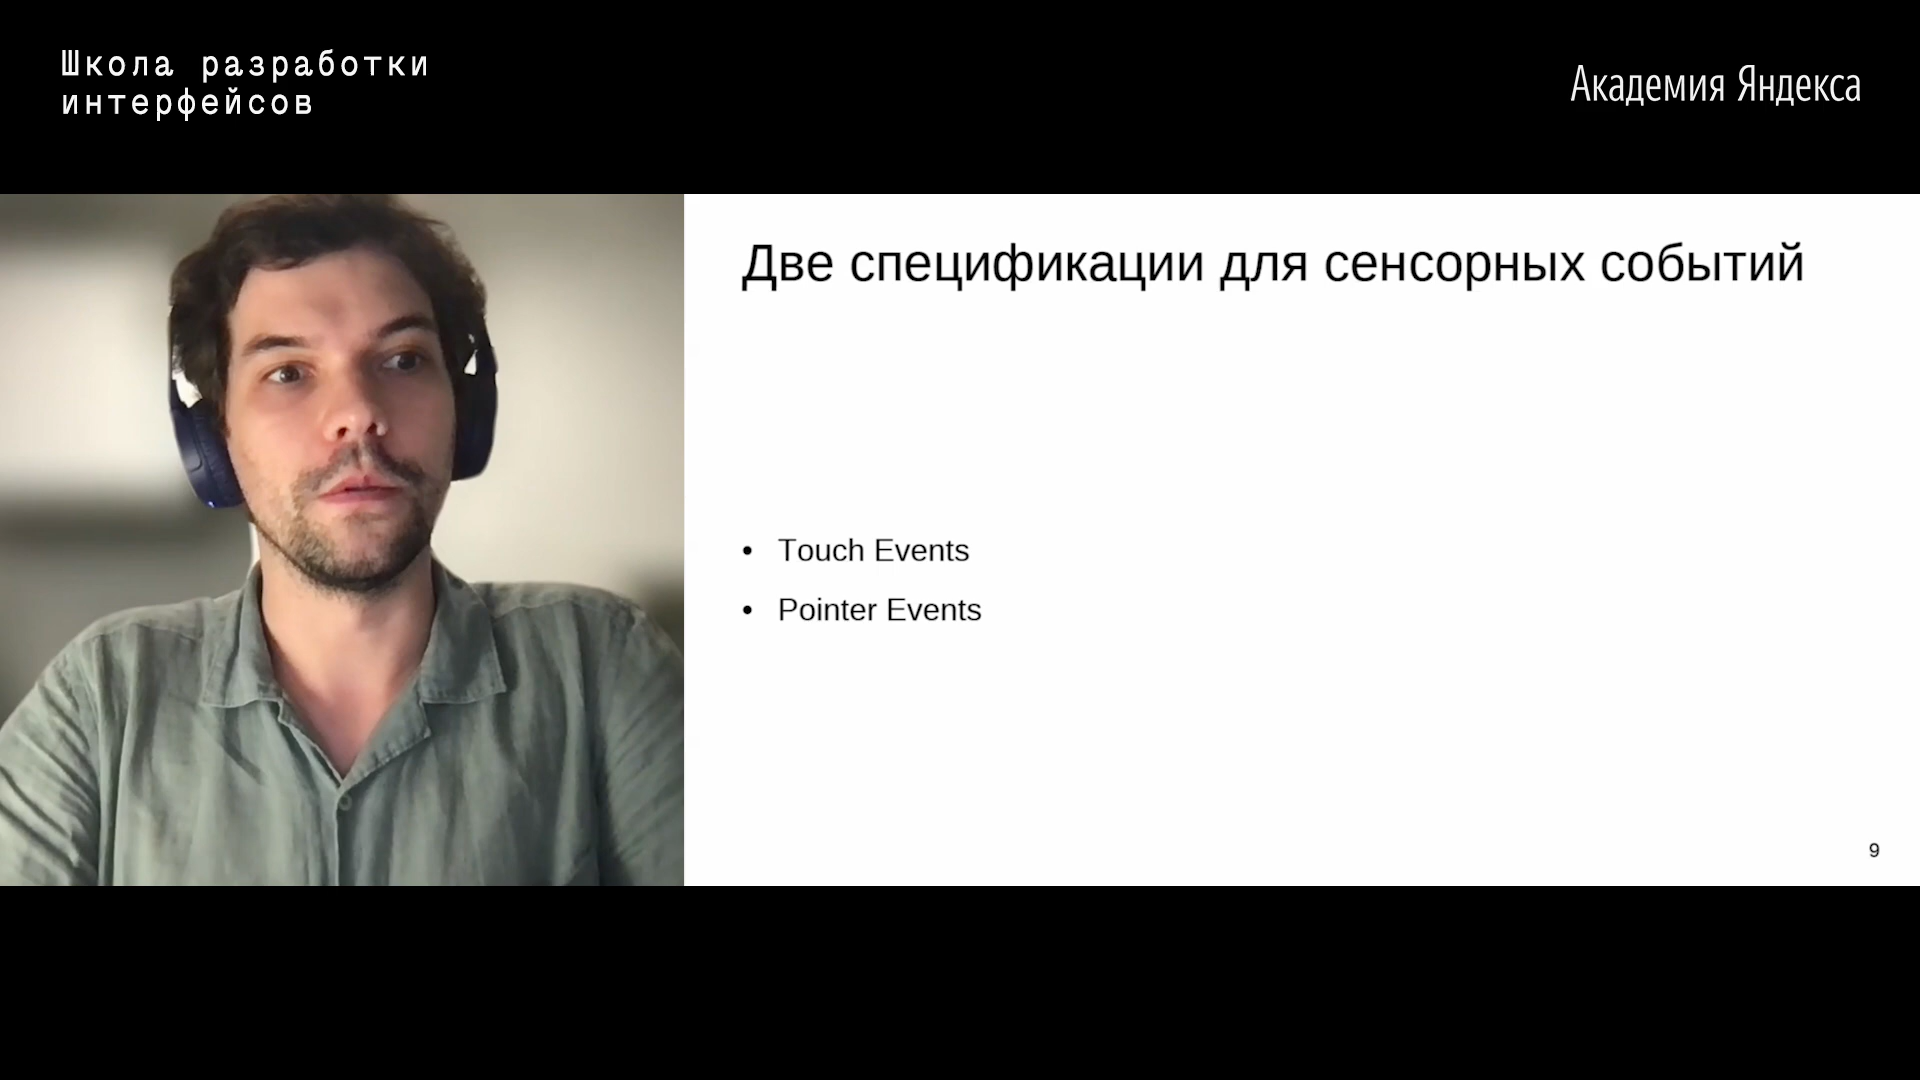 Школа разработки
интерфейсов
Академия Яндекса
Две спецификации для сенсорных событий
• Touch Events
• Pointer Events
9